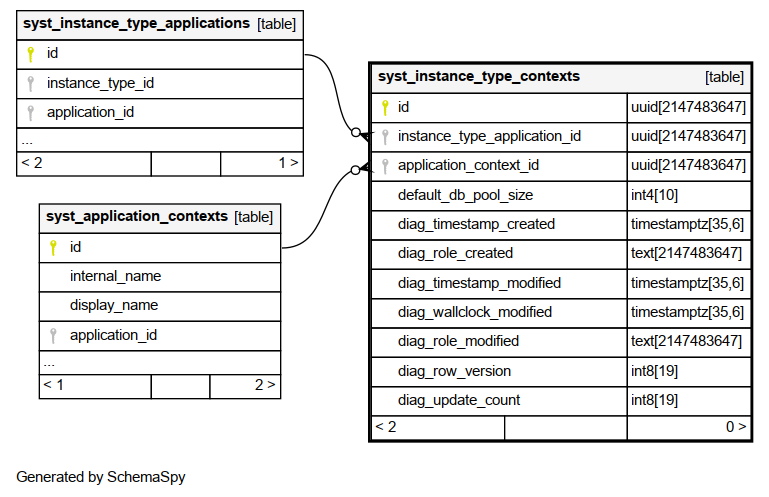 syst_instance_type_applications [table]
id
instance_type_id
application_id
...
< 2 1 >
syst_application_contexts [table]
id
internal_name
display_name
application_id
...
< 1 2 >
syst_instance_type_contexts [table]
id uuid[2147483647]
instance_type_application_id uuid[2147483647]
application_context_id uuid[2147483647]
default_db_pool_size int4[10]
diag_timestamp_created timestamptz[35,6]
diag_role_created text[2147483647]
diag_timestamp_modified timestamptz[35,6]
diag_wallclock_modified timestamptz[35,6]
diag_role_modified text[2147483647]
diag_row_version int8[19]
diag_update_count int8[19]
< 2 0 >
Generated by SchemaSpy